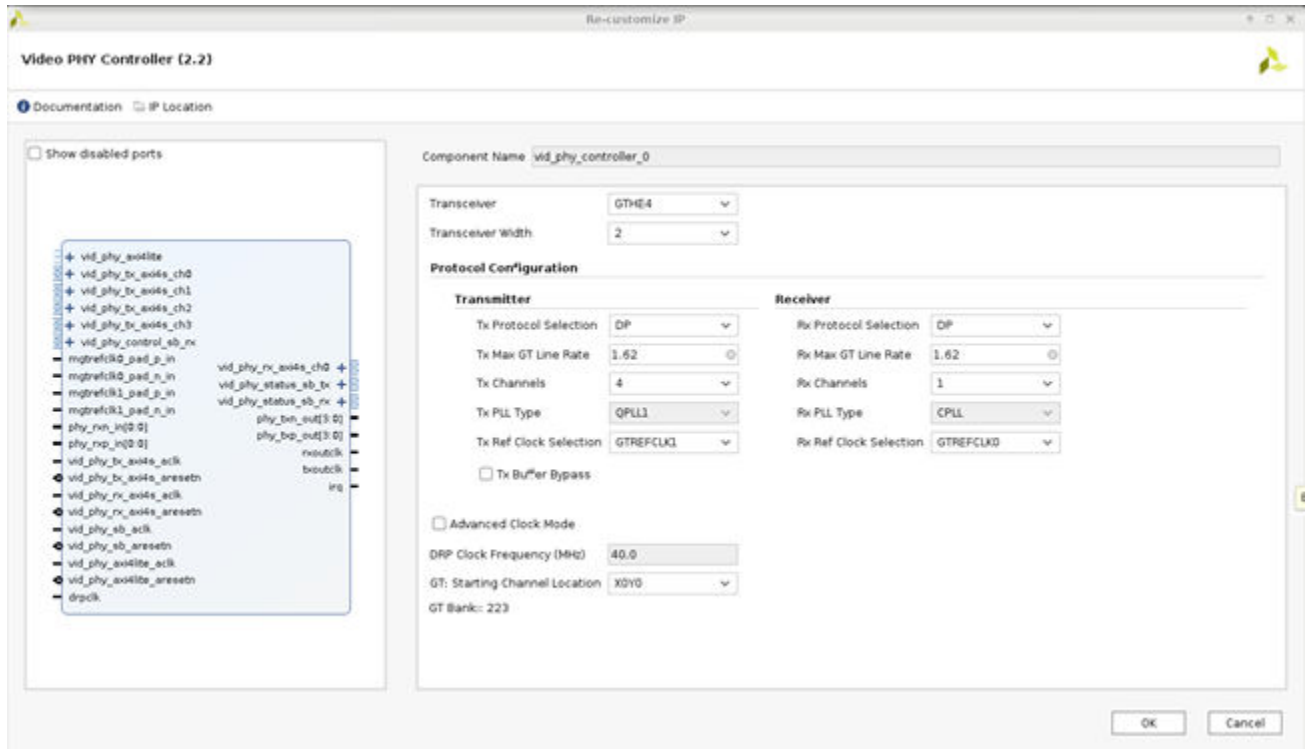 Re-customize IP
Video PHY Controller (2.2)
Documentation IP Location
Show disabled ports
vid_phy_axi4lite
vid_phy_tx_axi4s_ch0
vid_phy_tx_axi4s_ch1
vid_phy_tx_axi4s_ch2
vid_phy_tx_axi4s_ch3
vid_phy_control_sb_rx
mgtrefclk0_pad_p_in
mgtrefclk0_pad_n_in
mgtrefclk1_pad_p_in
mgtrefclk1_pad_n_in
phy_rxn_in[0:0]
phy_rxp_in[0:0]
vid_phy_tx_axi4s_aclk
vid_phy_tx_axi4s_aresetn
vid_phy_rx_axi4s_aclk
vid_phy_rx_axi4s_aresetn
vid_phy_sb_aclk
vid_phy_sb_aresetn
vid_phy_axi4lite_aclk
vid_phy_axi4lite_aresetn
drpclk
vid_phy_rx_axi4s_ch0
vid_phy_status_sb_tx
vid_phy_status_sb_rx
phy_txn_out[3:0]
phy_txp_out[3:0]
rxoutclk
txoutclk
irq
Component Name vid_phy_controller_0
Transceiver GTHE4
Transceiver Width 2
Protocol Configuration
Transmitter
Tx Protocol Selection DP
Tx Max GT Line Rate 1.62
Tx Channels 4
Tx PLL Type QPLL1
Tx Ref Clock Selection GTREFCLK1
Tx Buffer Bypass
Receiver
Rx Protocol Selection DP
Rx Max GT Line Rate 1.62
Rx Channels 1
Rx PLL Type CPLL
Rx Ref Clock Selection GTREFCLK0
Advanced Clock Mode
DRP Clock Frequency (MHz) 40.0
GT: Starting Channel Location X0Y0
GT Bank:: 223
OK Cancel